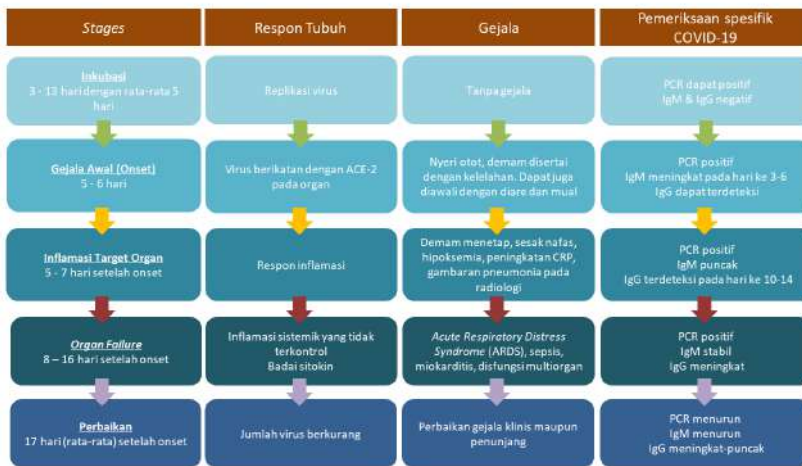 Stages
Respon Tubuh
Gejala
Pemeriksaan spesifik
COVID-19
Inkubasi
3 - 13 hari dengan rata-rata 5
hari
Replikasi virus
Tanpa gejala
PCR dapat positif
IgM & IgG negatif
Gejala Awal (Onset)
5 - 6 hari
Virus berikatan dengan ACE-2
pada organ
Nyeri otot, demam disertai
dengan kelelahan. Dapat juga
diawali dengan diare dan mual
PCR positif
IgM meningkat pada hari ke 3-6
IgG dapat terdeteksi
Inflamasi Target Organ
5 - 7 hari setelah onset
Respon inflamasi
Demam menetap, sesak nafas,
hipoksemia, peningkatan CRP,
gambaran pneumonia pada
radiologi
PCR positif
IgM puncak
IgG terdeteksi pada hari ke 10-14
Organ Failure
8 – 16 hari setelah onset
Inflamasi sistemik yang tidak
terkontrol
Badai sitokin
Acute Respiratory Distress
Syndrome (ARDS), sepsis,
miokarditis, disfungsi multiorgan
PCR positif
IgM stabil
IgG meningkat
Perbaikan
17 hari (rata-rata) setelah onset
Jumlah virus berkurang
Perbaikan gejala klinis maupun
penunjang
PCR menurun
IgM menurun
IgG meningkat-puncak